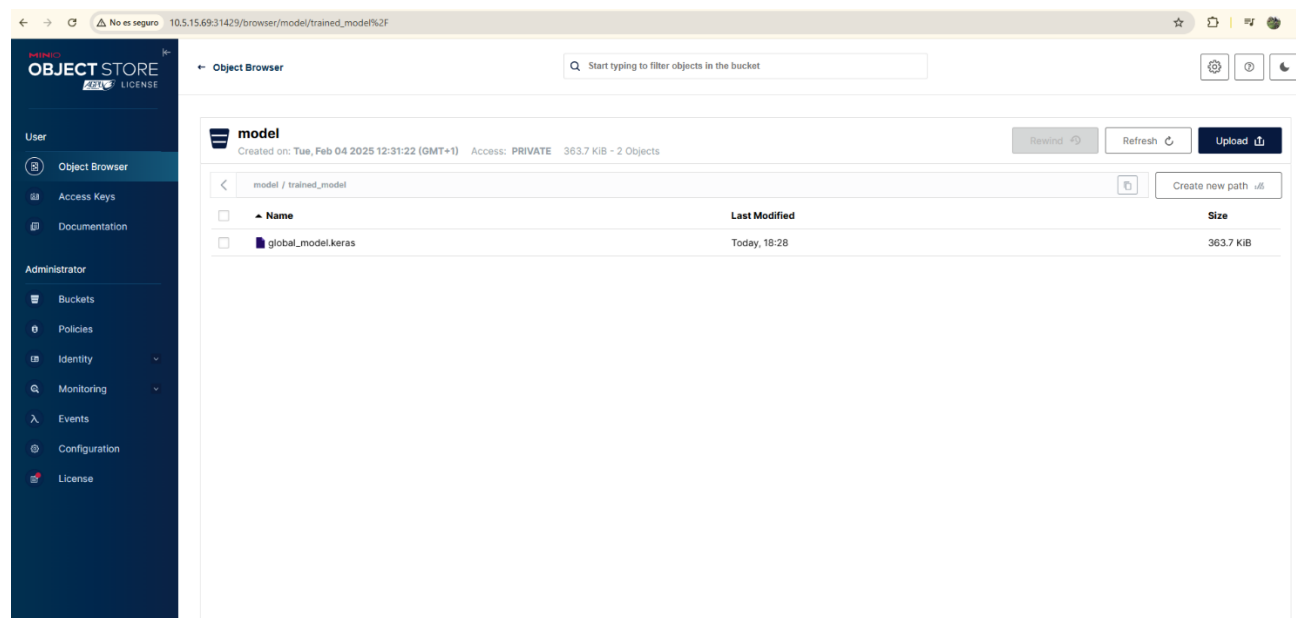 No es seguro 10.5.15.69:31429/browser/model/trained_model%2F
MINIO
OBJECT STORE
AGPLV3 LICENSE
← Object Browser
Start typing to filter objects in the bucket
User
Object Browser
Access Keys
Documentation
Administrator
Buckets
Policies
Identity
Monitoring
Events
Configuration
License
model
Created on: Tue, Feb 04 2025 12:31:22 (GMT+1) Access: PRIVATE 363.7 KiB - 2 Objects
Rewind Refresh Upload
model / trained_model
Create new path
Name Last Modified Size
global_model.keras Today, 18:28 363.7 KiB